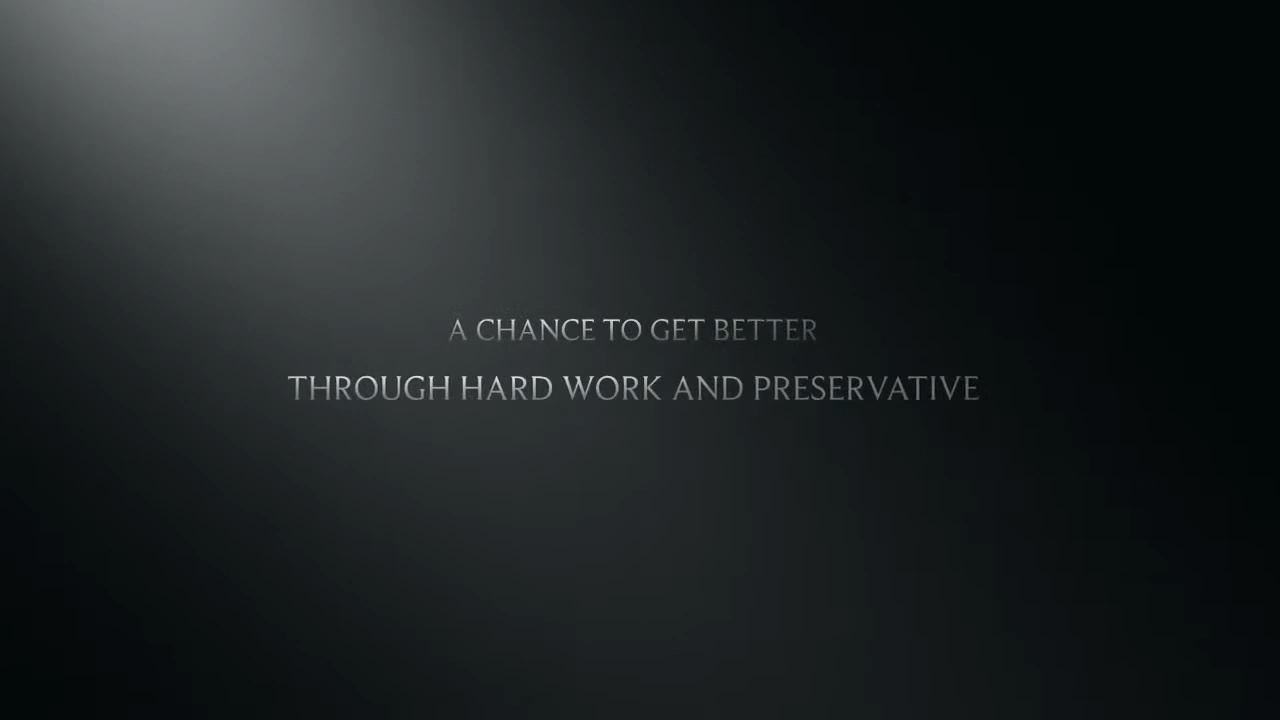 A CHANCE TO GET BETTER
THROUGH HARD WORK AND PRESERVATIVE